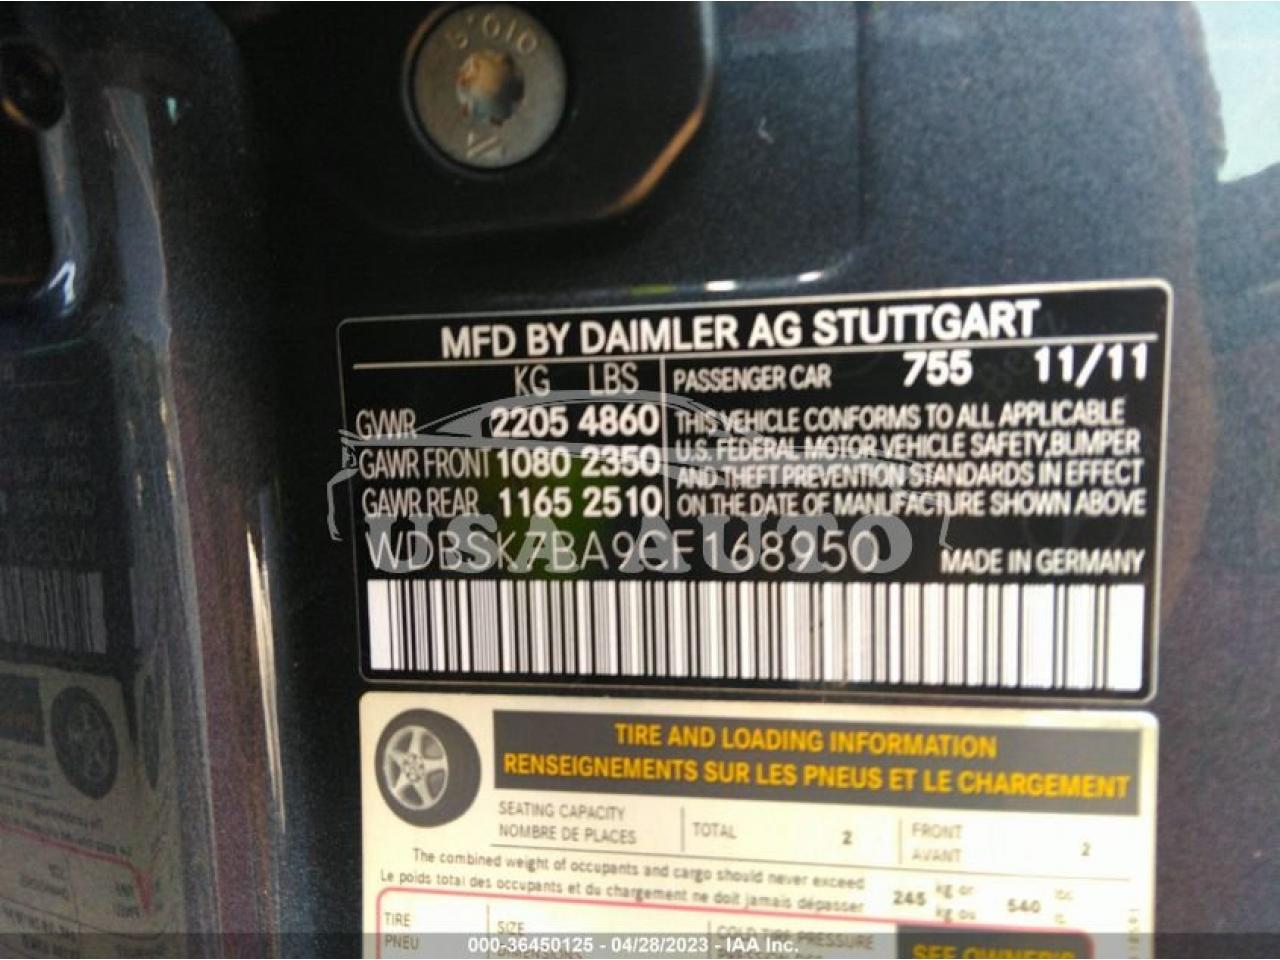 MFD BY DAIMLER AG STUTTGART
KG LBS PASSENGER CAR 755 11/11
GVWR 2205 4860 THIS VEHICLE CONFORMS TO ALL APPLICABLE
GAWR FRONT 1080 2350 U.S. FEDERAL MOTOR VEHICLE SAFETY,BUMPER
AND THEFT PREVENTION STANDARDS IN EFFECT
GAWR REAR 1165 2510 ON THE DATE OF MANUFACTURE SHOWN ABOVE
USA AUTO
WDBSK7BA9CF168950 MADE IN GERMANY
TIRE AND LOADING INFORMATION
RENSEIGNEMENTS SUR LES PNEUS ET LE CHARGEMENT
SEATING CAPACITY
NOMBRE DE PLACES
TOTAL 2
FRONT
AVANT
2
The combined weight of occupants and cargo should never exceed
Le poids total des occupants et du chargement ne doit jamais dépasser
245 kg or
kg ou
540
TIRE
PNEU
SIZE
COLD TIRE PRESSURE
SEE OWNER'S
000-36450125 - 04/28/2023 - IAA Inc.